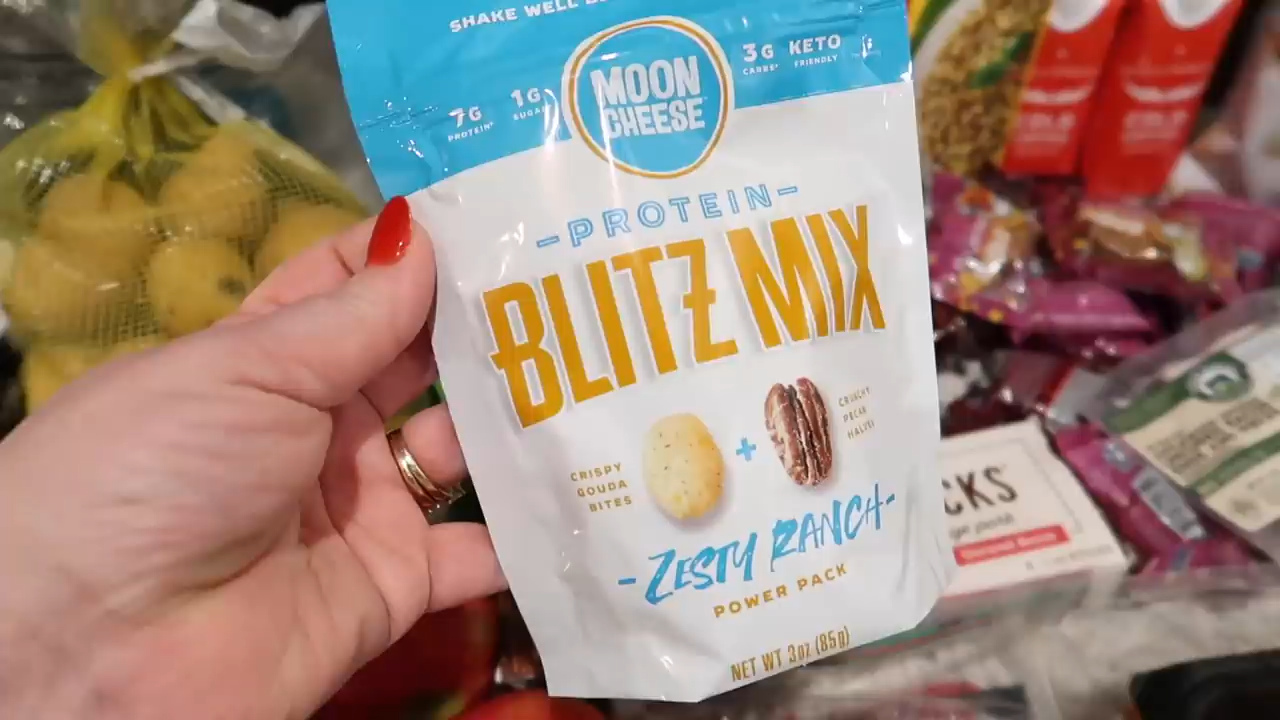 SHAKE WELL
7G
PROTEIN*
1G
SUGAR
MOON
CHEESE
3G
CARBS*
KETO
FRIENDLY
-PROTEIN-
BLITZ MIX
CRISPY
GOUDA
BITES
+
CRUNCHY
PECAN
HALVES
-ZESTY RANCH-
POWER PACK
NET WT 3oz (85g)
CKS